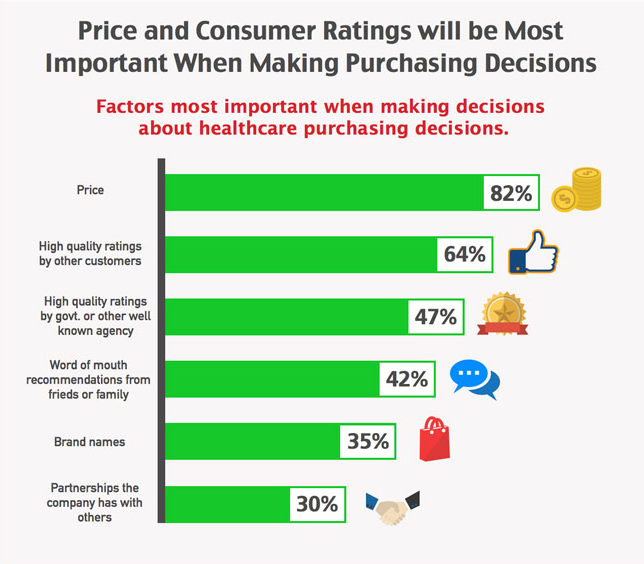 Price and Consumer Ratings will be Most
Important When Making Purchasing Decisions
Factors most important when making decisions
about healthcare purchasing decisions.
Price
82%
High quality ratings
by other customers
64%
High quality ratings
by govt. or other well
known agency
47%
Word of mouth
recommendations from
frieds or family
42%
Brand names
35%
Partnerships the
company has with
others
30%